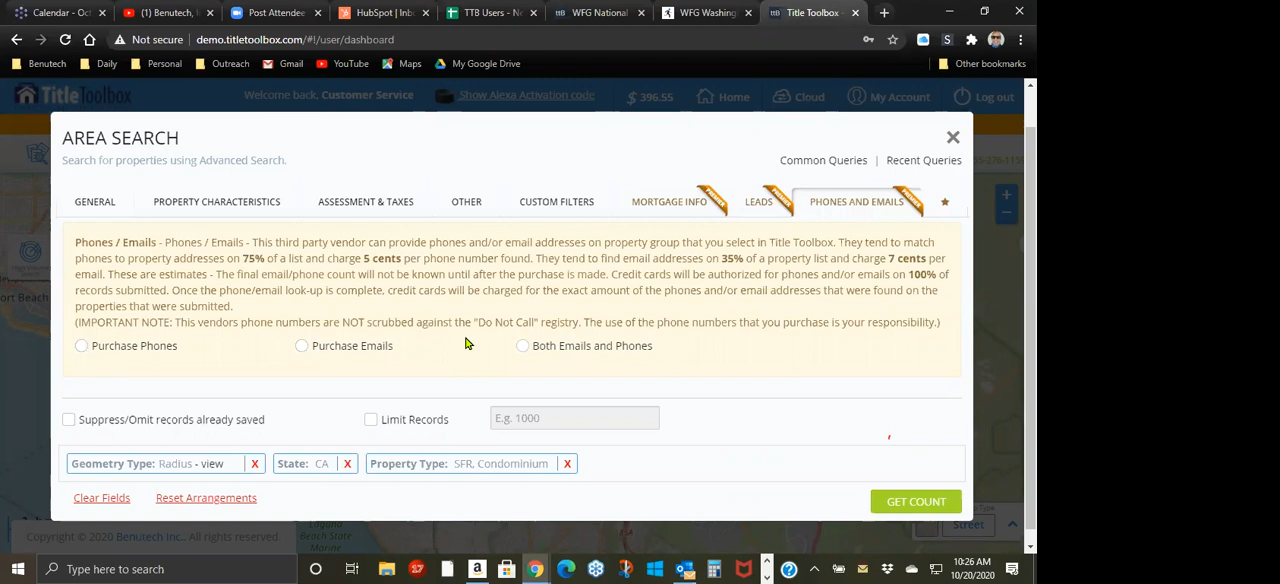 Calendar - Oct
(1) Benutech, I
Post Attendee
HubSpot | Inb
TTB Users - Ne
WFG National
WFG Washing
Title Toolbox
Not secure demo.titletoolbox.com/#!/user/dashboard
Benutech Daily Personal Outreach Gmail YouTube Maps My Google Drive Other bookmarks
TitleToolbox
Welcome back, Customer Service Show Alexa Activation code $ 396.55 Home Cloud My Account Log out
AREA SEARCH
Search for properties using Advanced Search.
Common Queries | Recent Queries
GENERAL PROPERTY CHARACTERISTICS ASSESSMENT & TAXES OTHER CUSTOM FILTERS MORTGAGE INFO LEADS PHONES AND EMAILS
Phones / Emails - Phones / Emails - This third party vendor can provide phones and/or email addresses on property group that you select in Title Toolbox. They tend to match
phones to property addresses on 75% of a list and charge 5 cents per phone number found. They tend to find email addresses on 35% of a property list and charge 7 cents per
email. These are estimates - The final email/phone count will not be known until after the purchase is made. Credit cards will be authorized for phones and/or emails on 100% of
records submitted. Once the phone/email look-up is complete, credit cards will be charged for the exact amount of the phones and/or email addresses that were found on the
properties that were submitted.
(IMPORTANT NOTE: This vendors phone numbers are NOT scrubbed against the "Do Not Call" registry. The use of the phone numbers that you purchase is your responsibility.)
Purchase Phones Purchase Emails Both Emails and Phones
Suppress/Omit records already saved Limit Records E.g. 1000
Geometry Type: Radius - view X State: CA X Property Type: SFR, Condominium X
Clear Fields Reset Arrangements
GET COUNT
Street
Copyright © 2020 Benutech Inc.. All rights reserved.
Laguna
Beach State
Marine
Type here to search
10:26 AM
10/20/2020